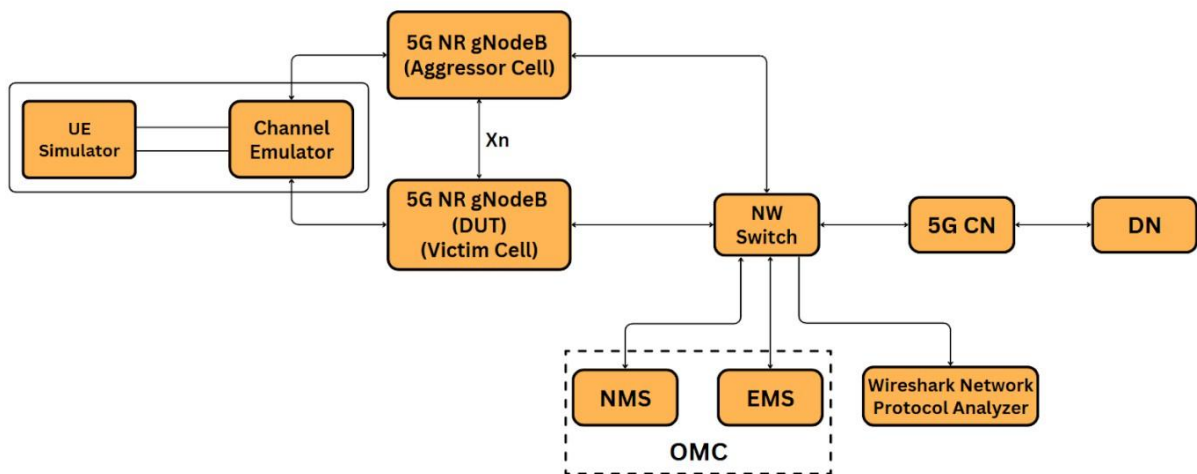 5G NR gNodeB
(Aggressor Cell)
UE
Simulator
Channel
Emulator
Xn
5G NR gNodeB
(DUT)
(Victim Cell)
NW
Switch
5G CN
DN
NMS
EMS
Wireshark Network
Protocol Analyzer
OMC